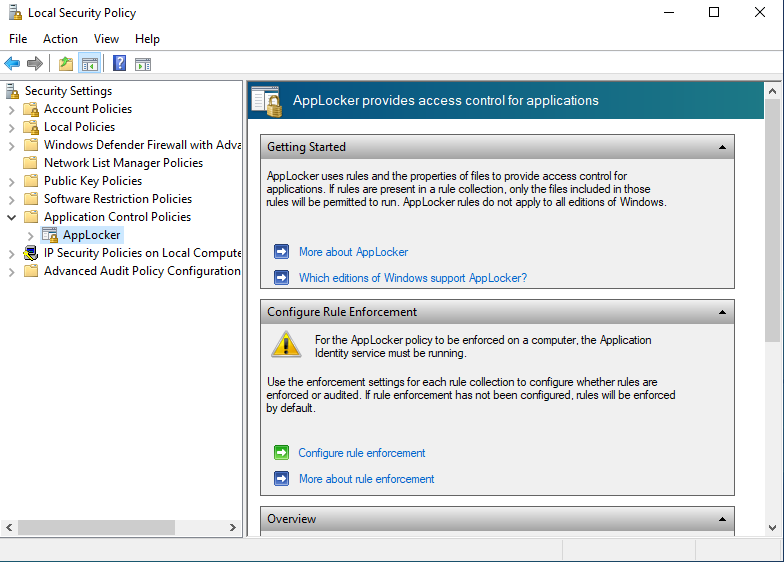 Local Security Policy
File Action View Help
Security Settings
Account Policies
Local Policies
Windows Defender Firewall with Adva
Network List Manager Policies
Public Key Policies
Software Restriction Policies
Application Control Policies
AppLocker
IP Security Policies on Local Compute
Advanced Audit Policy Configuration
AppLocker provides access control for applications
Getting Started
AppLocker uses rules and the properties of files to provide access control for
applications. If rules are present in a rule collection, only the files included in those
rules will be permitted to run. AppLocker rules do not apply to all editions of Windows.
More about AppLocker
Which editions of Windows support AppLocker?
Configure Rule Enforcement
For the AppLocker policy to be enforced on a computer, the Application
Identity service must be running.
Use the enforcement settings for each rule collection to configure whether rules are
enforced or audited. If rule enforcement has not been configured, rules will be enforced
by default.
Configure rule enforcement
More about rule enforcement
Overview